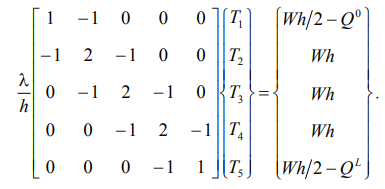 1 −1 0 0 0 T₁ Wh/2−Q⁰
−1 2 −1 0 0 T₂ Wh
λ/h 0 −1 2 −1 0 T₃ = Wh
0 0 −1 2 −1 T₄ Wh
0 0 0 −1 1 T₅ Wh/2−Qᴸ .